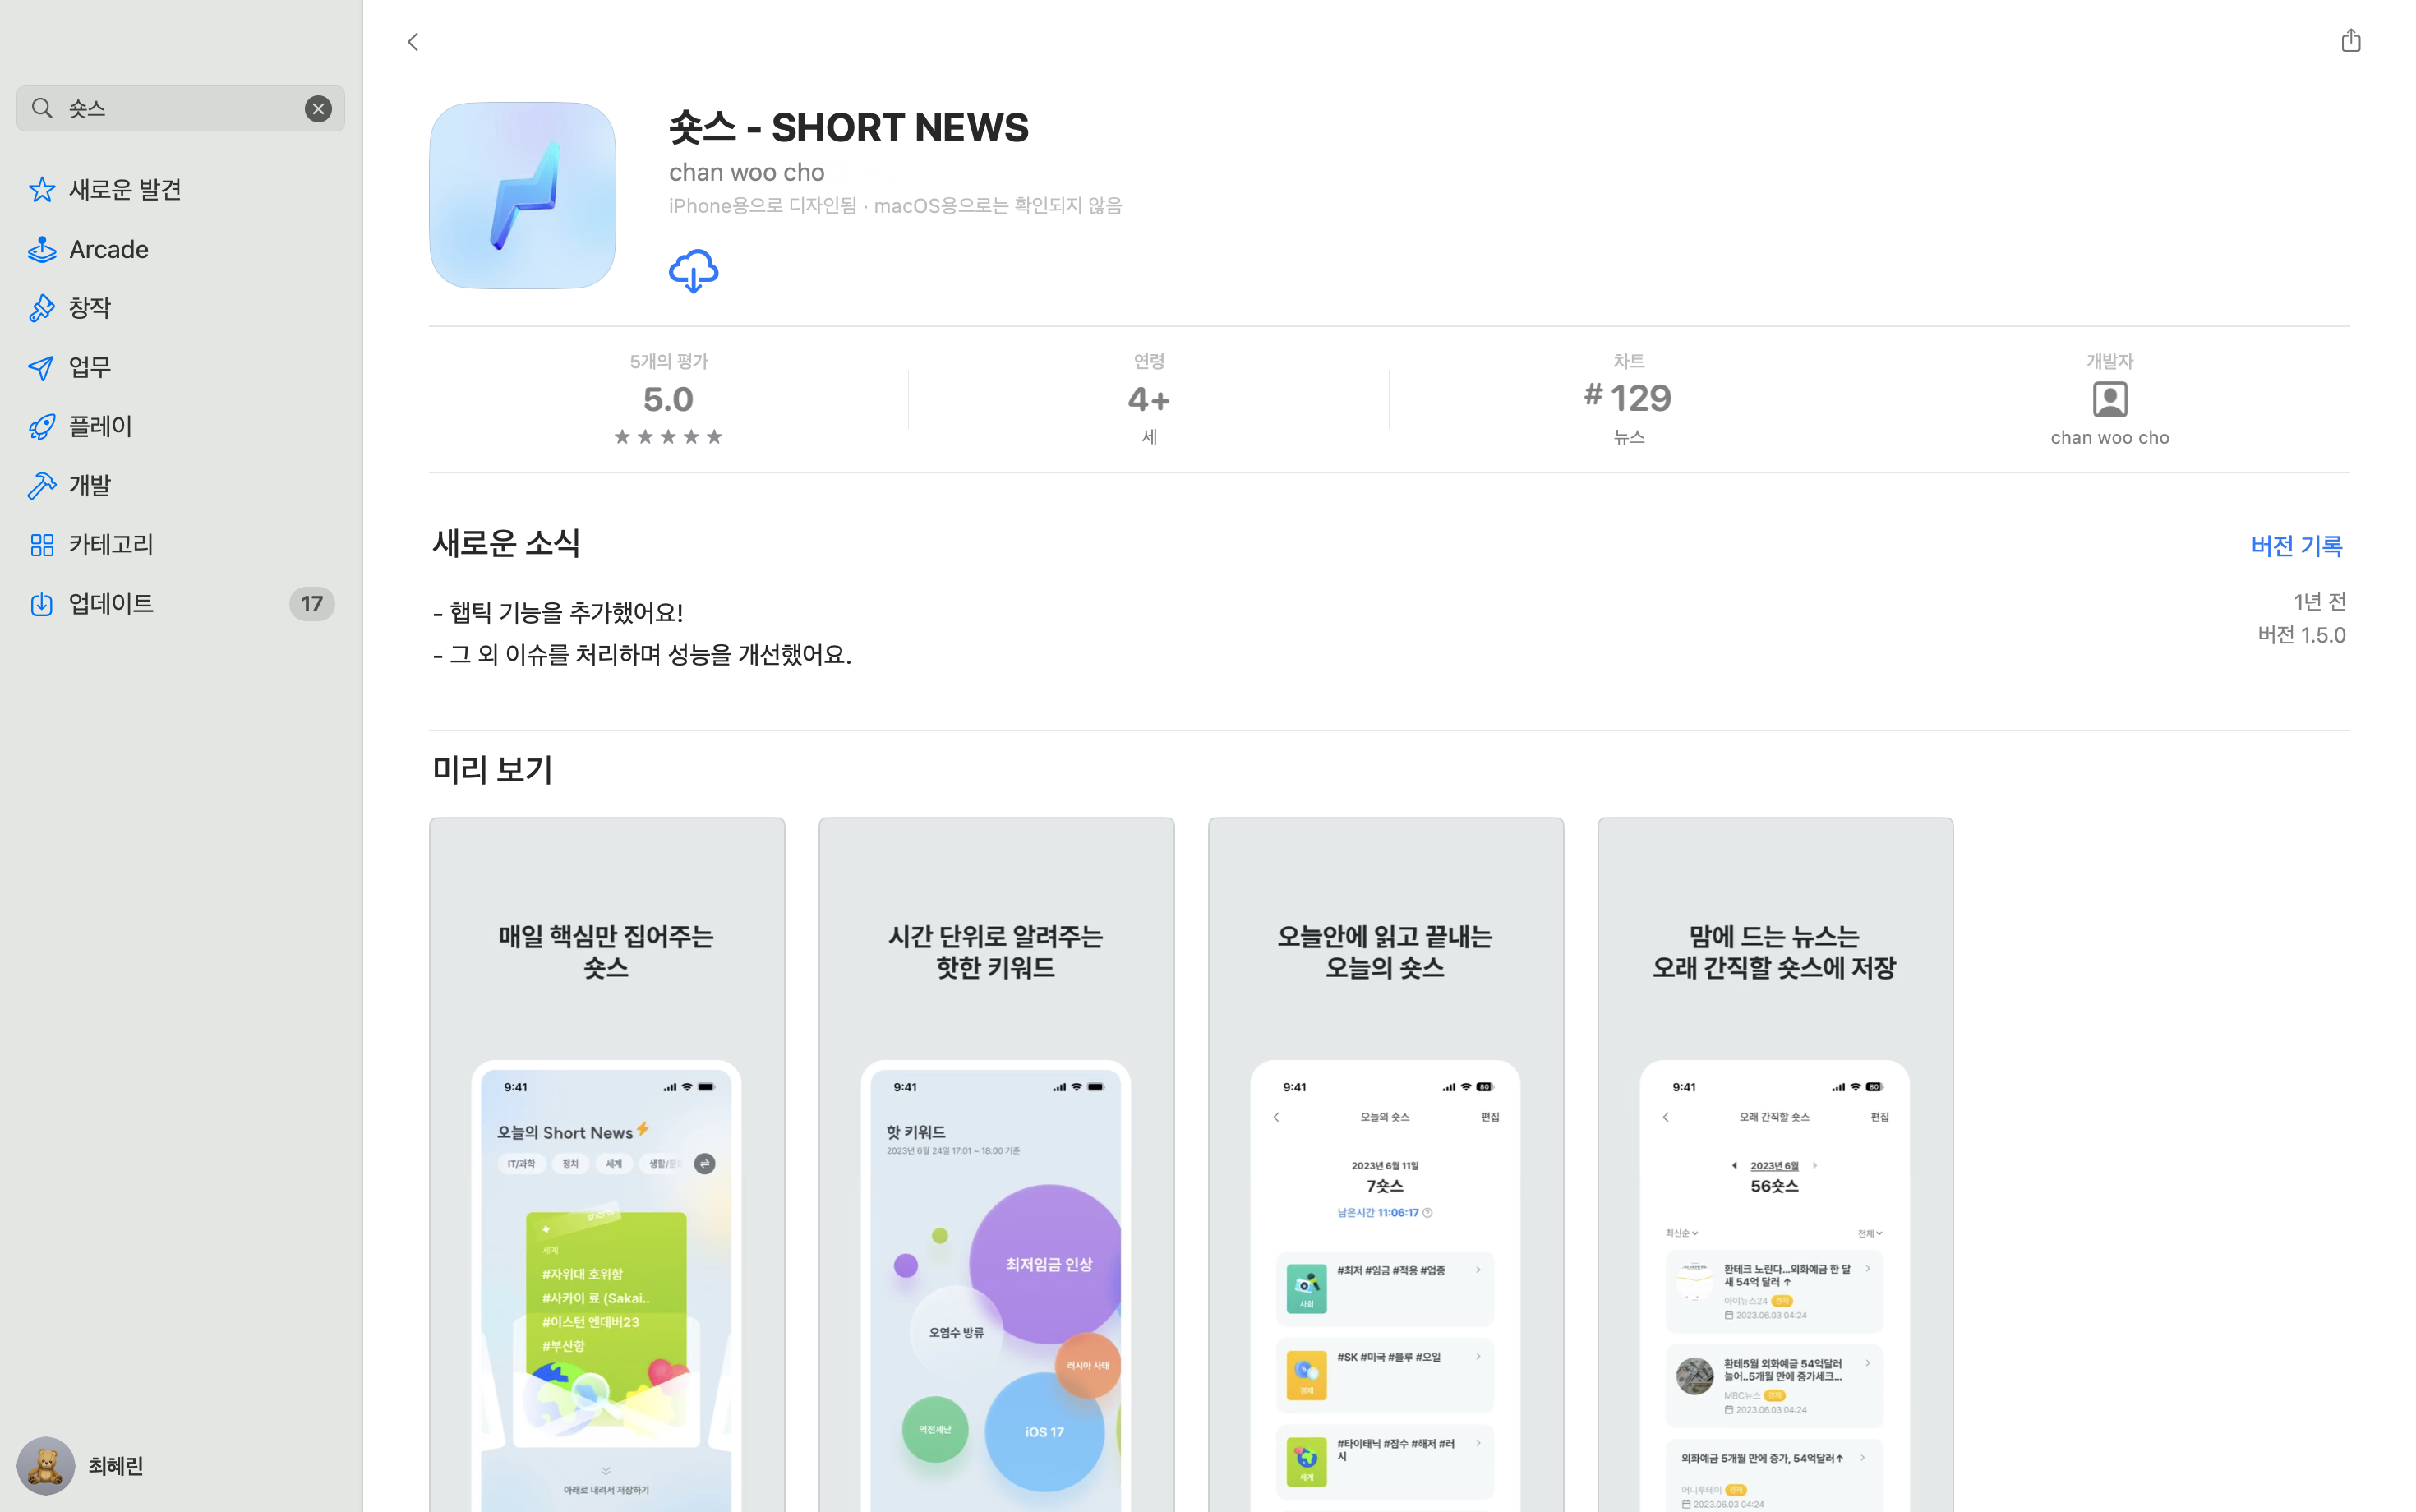 숏스
새로운 발견
Arcade
창작
업무
플레이
개발
카테고리
업데이트
17
최혜린
숏스 - SHORT NEWS
chan woo cho
iPhone용으로 디자인됨 · macOS용으로는 확인되지 않음
5개의 평가
5.0
★★★★★
연령
4+
세
차트
#129
뉴스
개발자
chan woo cho
새로운 소식
버전 기록
- 햅틱 기능을 추가했어요!
- 그 외 이슈를 처리하며 성능을 개선했어요.
1년 전
버전 1.5.0
미리 보기
매일 핵심만 집어주는
숏스
9:41
오늘의 Short News
IT/과학
정치
세계
세계
#자위대 호위함
#사카이 료 (Sakai..
#이스턴 엔데버23
#부산항
아래로 내려서 저장하기
시간 단위로 알려주는
핫한 키워드
9:41
핫 키워드
2023년 6월 24일 17:01 ~ 18:00 기준
최저임금 인상
오염수 방류
러시아 사태
역전세난
iOS 17
오늘안에 읽고 끝내는
오늘의 숏스
9:41
80
오늘의 숏스
편집
2023년 6월 11일
7숏스
남은시간 11:06:17
사회
#최저 #임금 #적용 #업종
경제
#SK #미국 #블루 #오일
세계
#타이태닉 #잠수 #해저 #러
시
맘에 드는 뉴스는
오래 간직할 숏스에 저장
9:41
80
오래 간직할 숏스
편집
2023년 6월
56숏스
최신순
전체
환테크 노린다...외화예금 한 달
새 54억 달러 ↑
아이뉴스24 경제
2023.06.03 04:24
환테5월 외화예금 54억달러
늘어..5개월 만에 증가세크...
MBC뉴스 경제
2023.06.03 04:24
외화예금 5개월 만에 증가, 54억달러↑
머니투데이 경제
2023.06.03 04:24